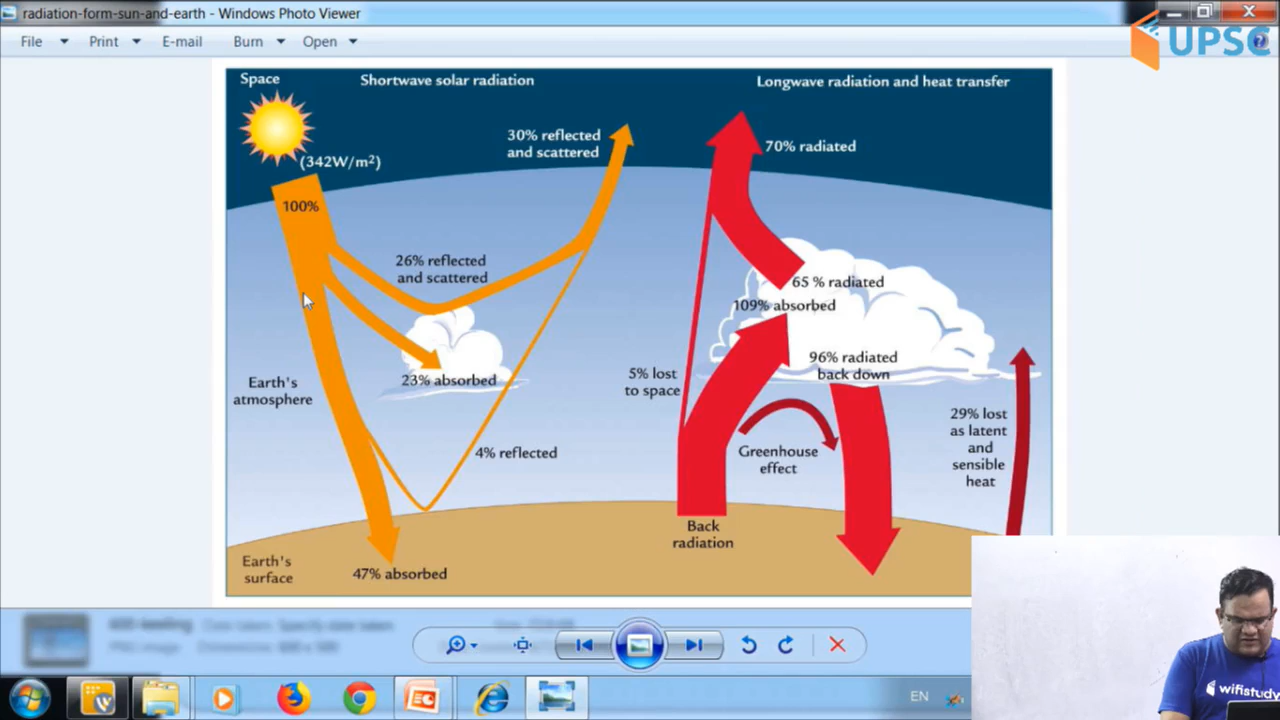 radiation-form-sun-and-earth - Windows Photo Viewer
UPSC
File Print E-mail Burn Open
Space
Shortwave solar radiation
Longwave radiation and heat transfer
(342W/m²)
100%
30% reflected
and scattered
70% radiated
26% reflected
and scattered
65 % radiated
109% absorbed
23% absorbed
96% radiated
back down
Earth's
atmosphere
5% lost
to space
29% lost
as latent
and
sensible
heat
4% reflected
Greenhouse
effect
Back
radiation
Earth's
surface
47% absorbed
EN
wifistudy